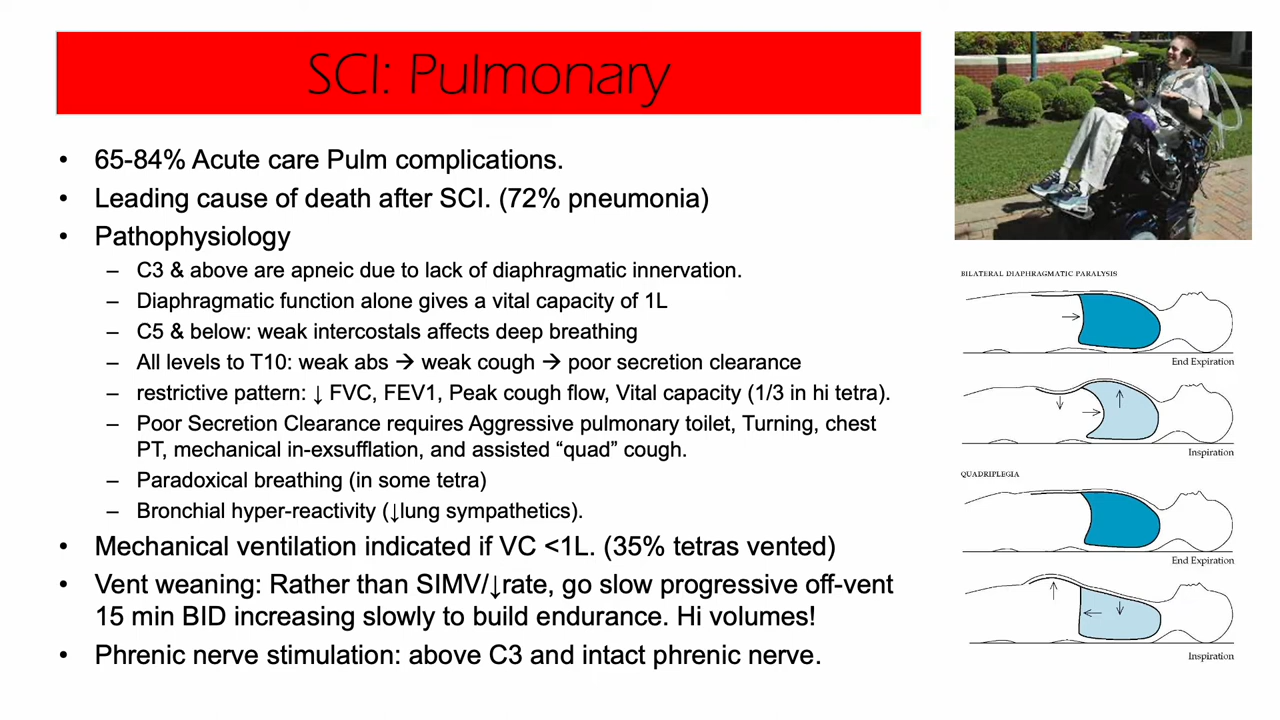 SCI: Pulmonary
• 65-84% Acute care Pulm complications.
• Leading cause of death after SCI. (72% pneumonia)
• Pathophysiology
– C3 & above are apneic due to lack of diaphragmatic innervation.
– Diaphragmatic function alone gives a vital capacity of 1L
– C5 & below: weak intercostals affects deep breathing
– All levels to T10: weak abs → weak cough → poor secretion clearance
– restrictive pattern: ↓ FVC, FEV1, Peak cough flow, Vital capacity (1/3 in hi tetra).
– Poor Secretion Clearance requires Aggressive pulmonary toilet, Turning, chest
PT, mechanical in-exsufflation, and assisted “quad” cough.
– Paradoxical breathing (in some tetra)
– Bronchial hyper-reactivity (↓lung sympathetics).
• Mechanical ventilation indicated if VC <1L. (35% tetras vented)
• Vent weaning: Rather than SIMV/↓rate, go slow progressive off-vent
15 min BID increasing slowly to build endurance. Hi volumes!
• Phrenic nerve stimulation: above C3 and intact phrenic nerve.
BILATERAL DIAPHRAGMATIC PARALYSIS
End Expiration
Inspiration
QUADRIPLEGIA
End Expiration
Inspiration